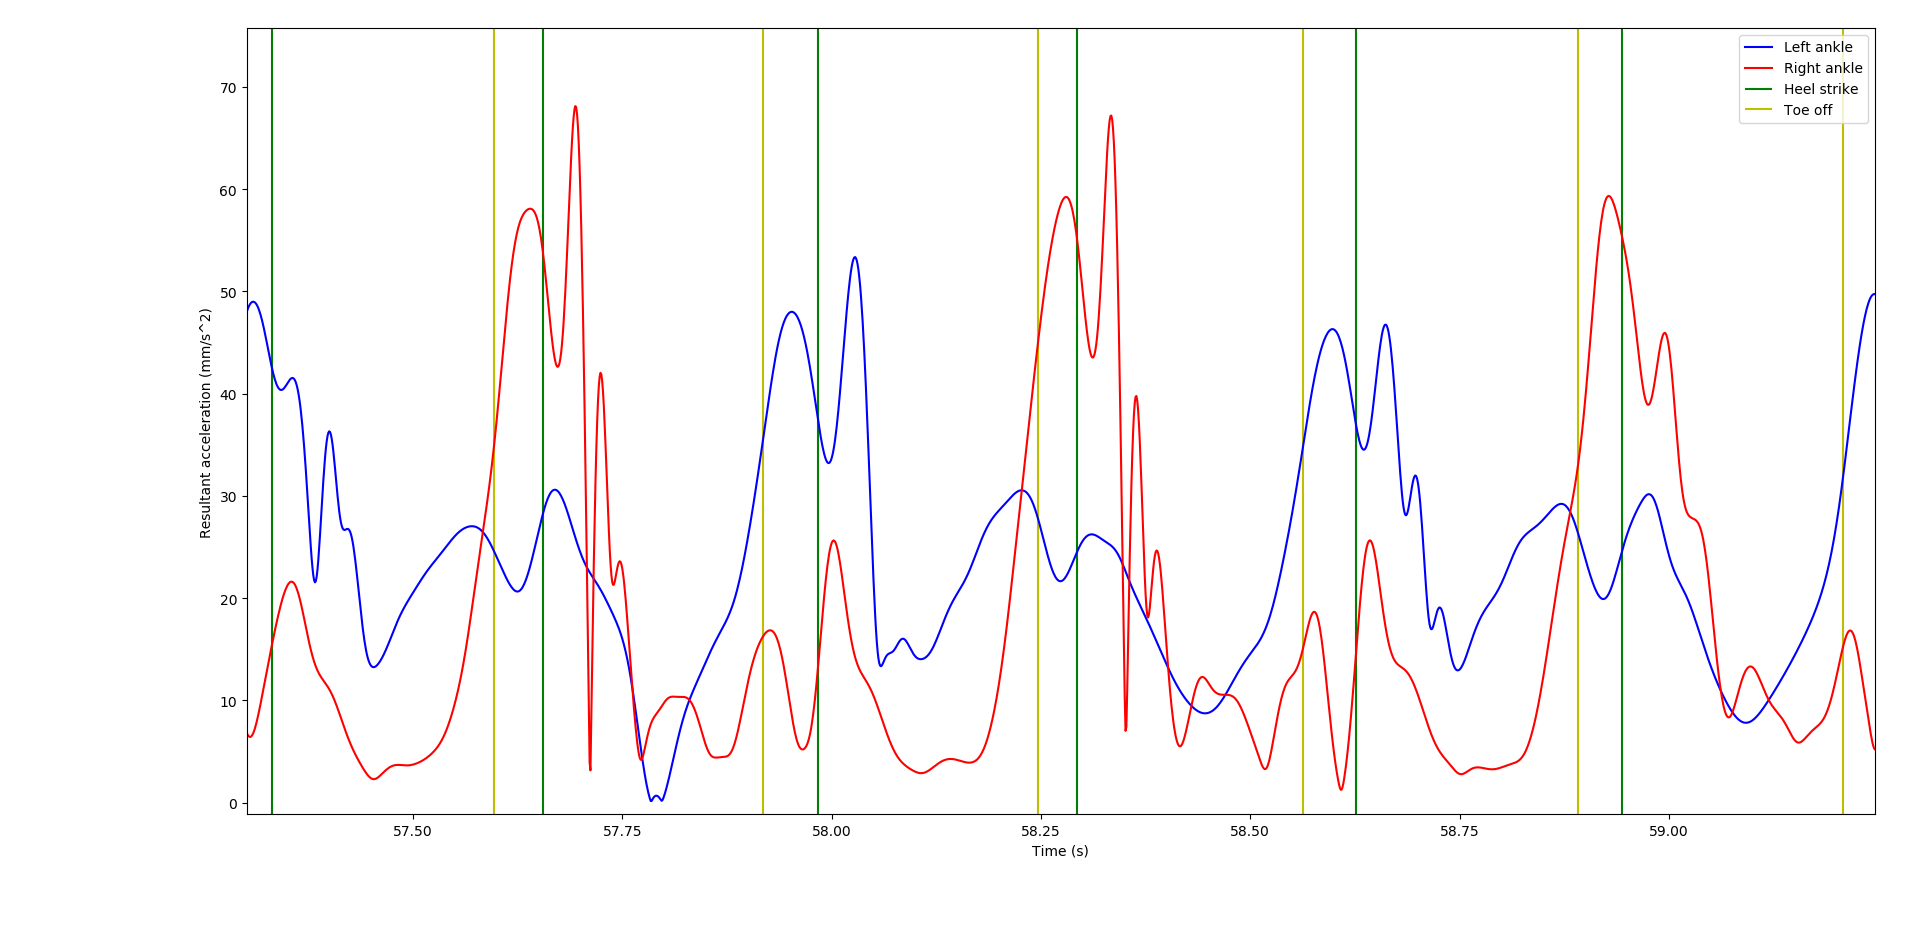 Left ankle
Right ankle
Heel strike
Toe off
70
60
50
40
30
20
10
0
Resultant acceleration (mm/s^2)
57.50 57.75 58.00 58.25 58.50 58.75 59.00
Time (s)